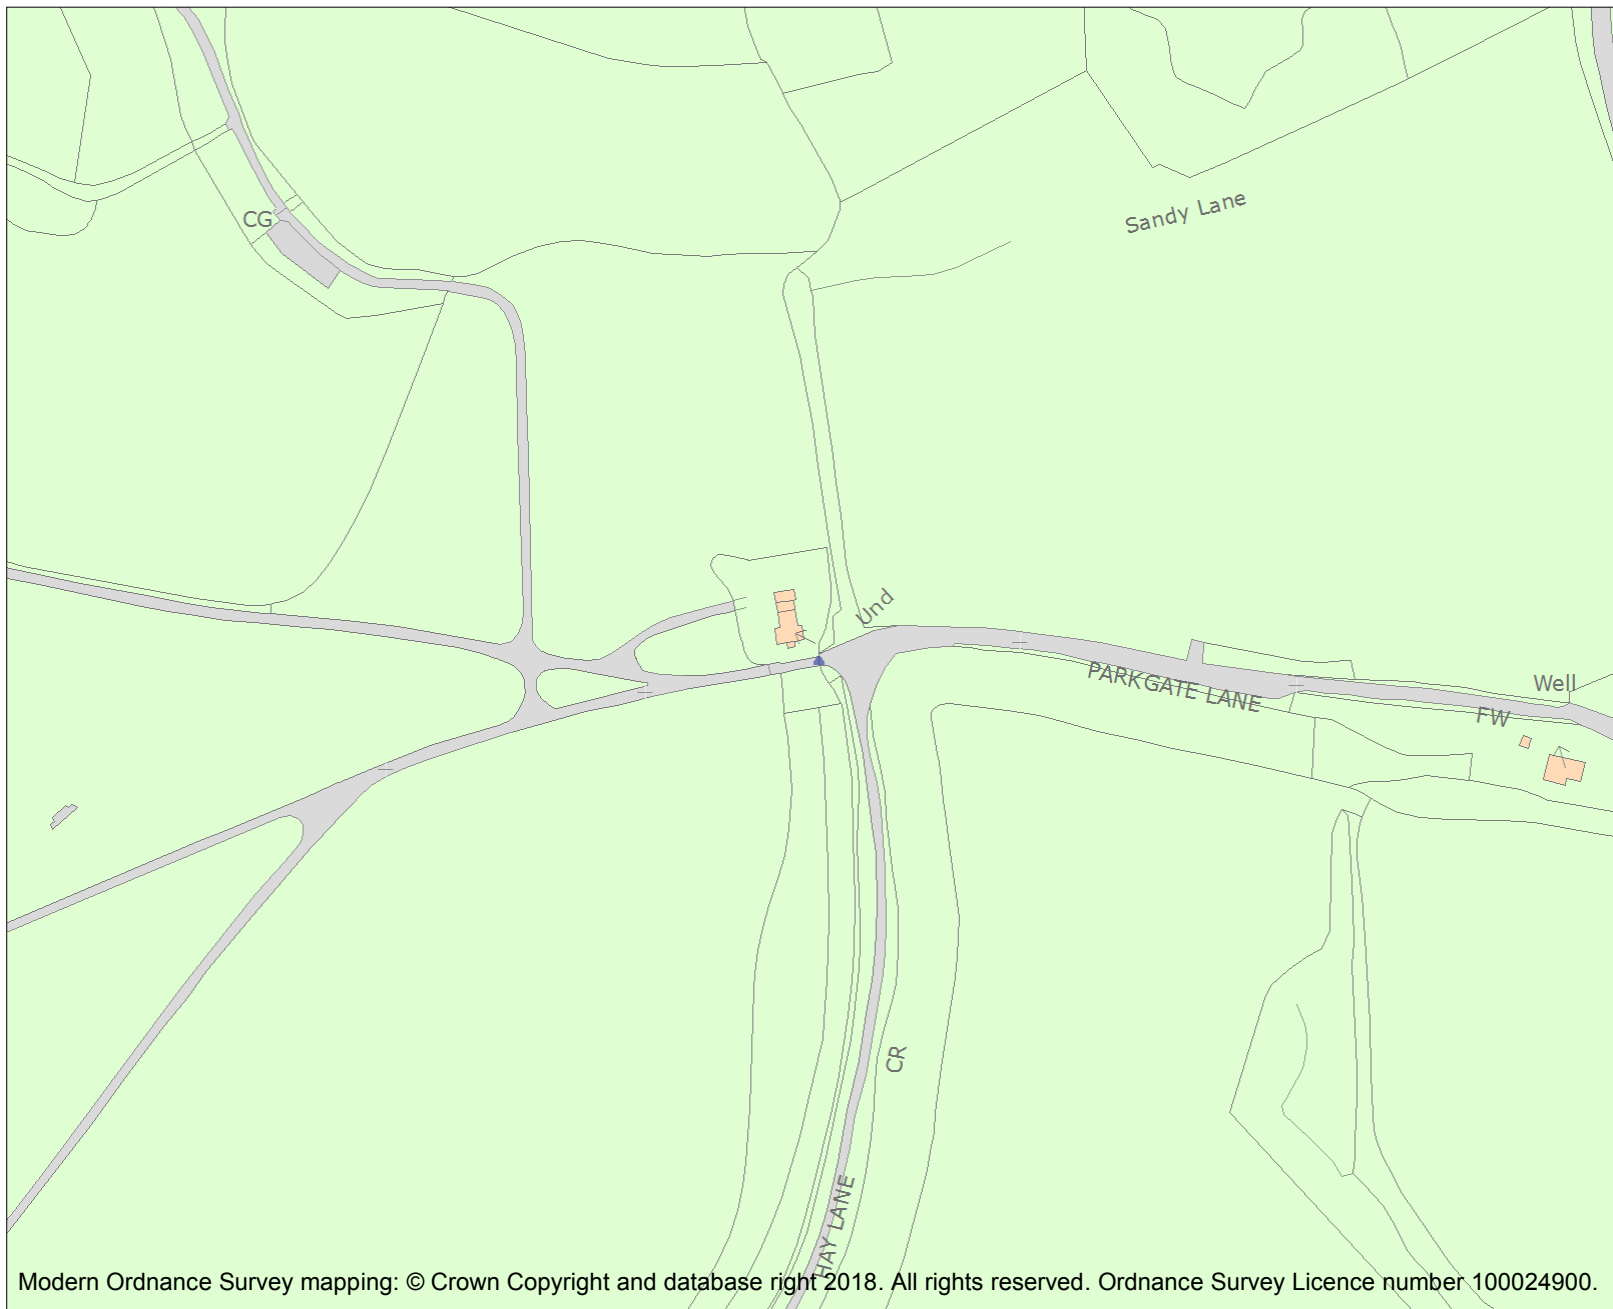 Sandy Lane
CG
Und
PARKGATE LANE
Well
FW
CR
HAY LANE
Modern Ordnance Survey mapping: © Crown Copyright and database right 2018. All rights reserved. Ordnance Survey Licence number 100024900.